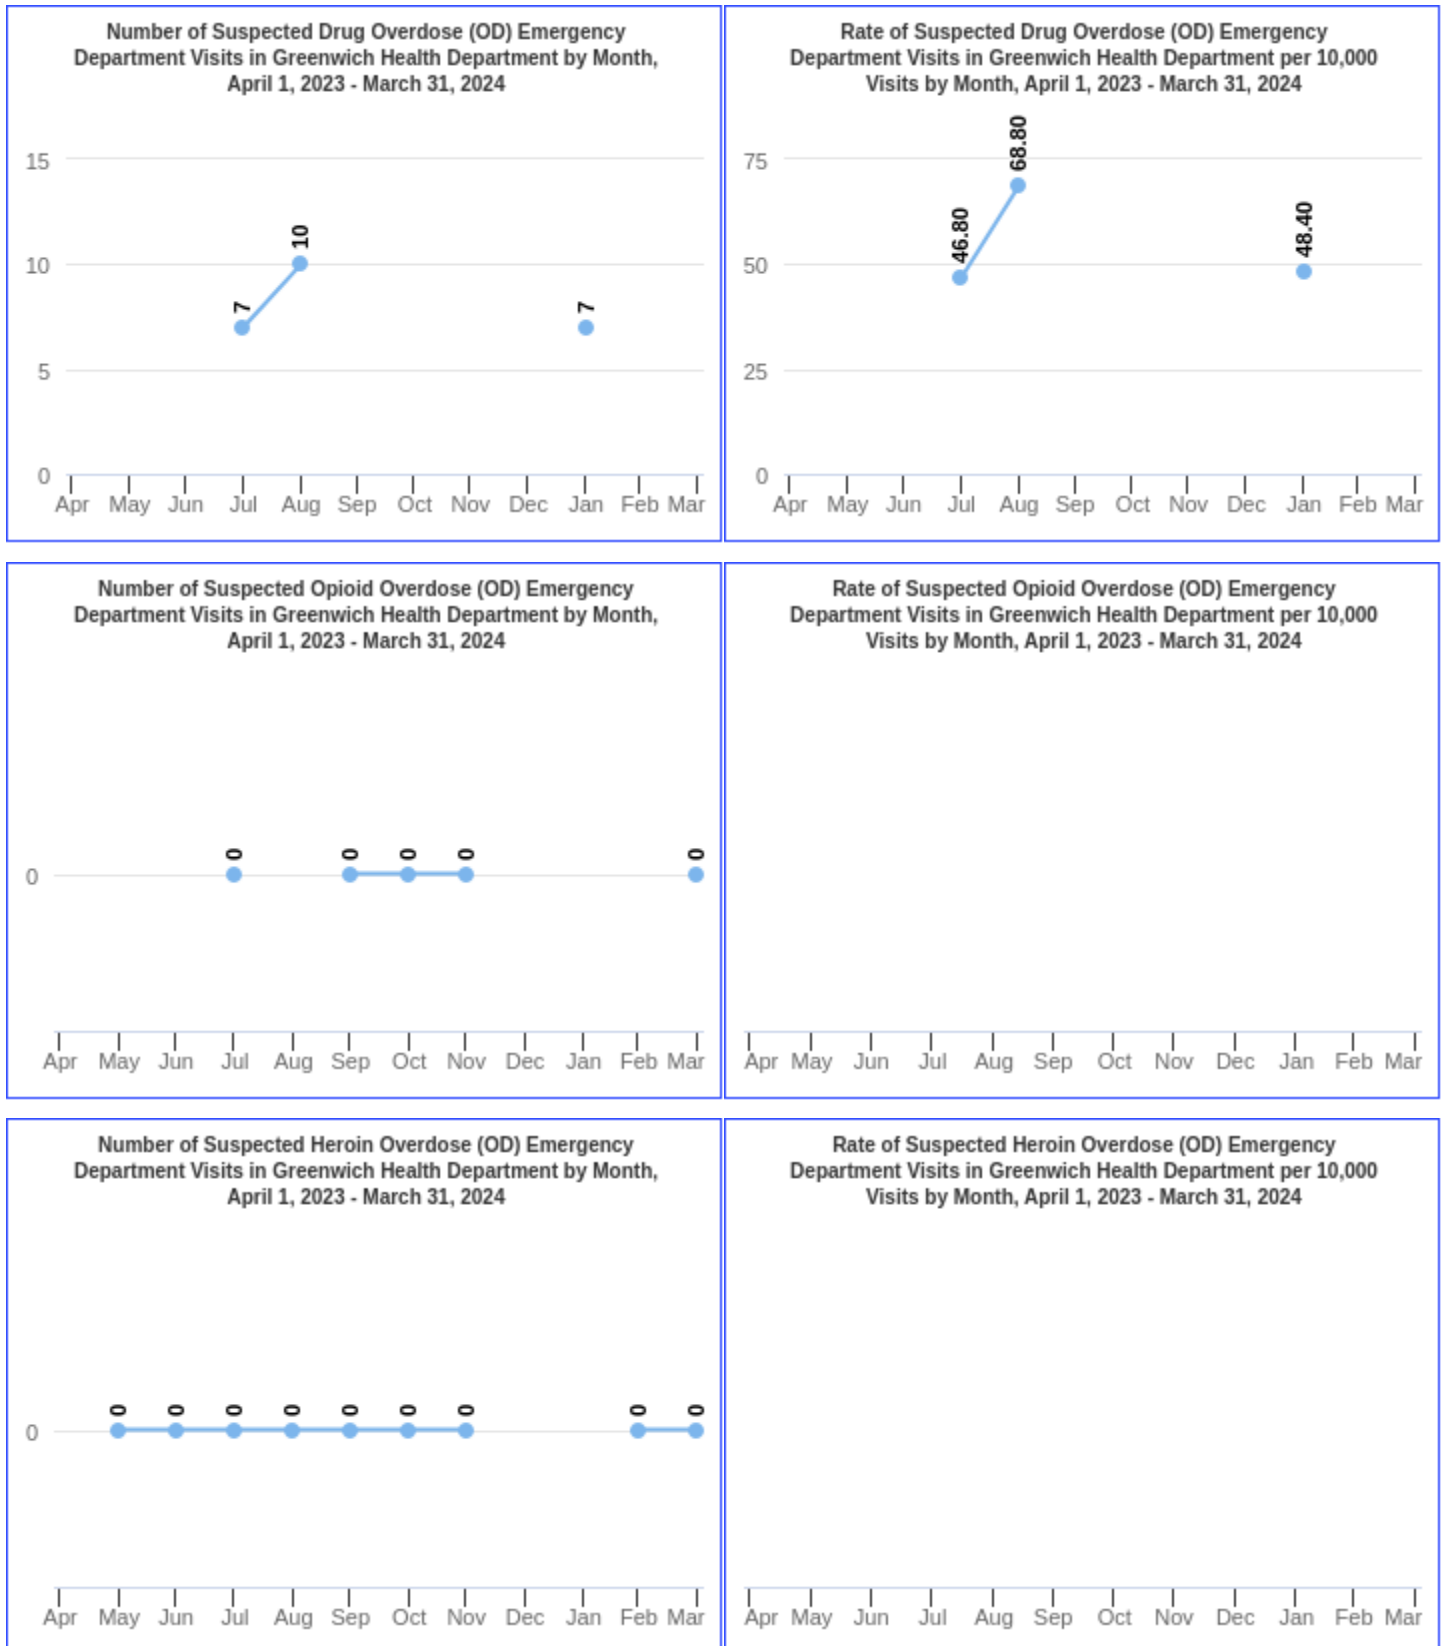 Number of Suspected Drug Overdose (OD) Emergency
Department Visits in Greenwich Health Department by Month,
April 1, 2023 - March 31, 2024
15
10
5
0
7
10
7
Apr May Jun Jul Aug Sep Oct Nov Dec Jan Feb Mar
Rate of Suspected Drug Overdose (OD) Emergency
Department Visits in Greenwich Health Department per 10,000
Visits by Month, April 1, 2023 - March 31, 2024
75
50
25
0
46.80
68.80
48.40
Apr May Jun Jul Aug Sep Oct Nov Dec Jan Feb Mar
Number of Suspected Opioid Overdose (OD) Emergency
Department Visits in Greenwich Health Department by Month,
April 1, 2023 - March 31, 2024
0
0 0 0 0 0
Apr May Jun Jul Aug Sep Oct Nov Dec Jan Feb Mar
Rate of Suspected Opioid Overdose (OD) Emergency
Department Visits in Greenwich Health Department per 10,000
Visits by Month, April 1, 2023 - March 31, 2024
Apr May Jun Jul Aug Sep Oct Nov Dec Jan Feb Mar
Number of Suspected Heroin Overdose (OD) Emergency
Department Visits in Greenwich Health Department by Month,
April 1, 2023 - March 31, 2024
0
0 0 0 0 0 0 0 0 0
Apr May Jun Jul Aug Sep Oct Nov Dec Jan Feb Mar
Rate of Suspected Heroin Overdose (OD) Emergency
Department Visits in Greenwich Health Department per 10,000
Visits by Month, April 1, 2023 - March 31, 2024
Apr May Jun Jul Aug Sep Oct Nov Dec Jan Feb Mar